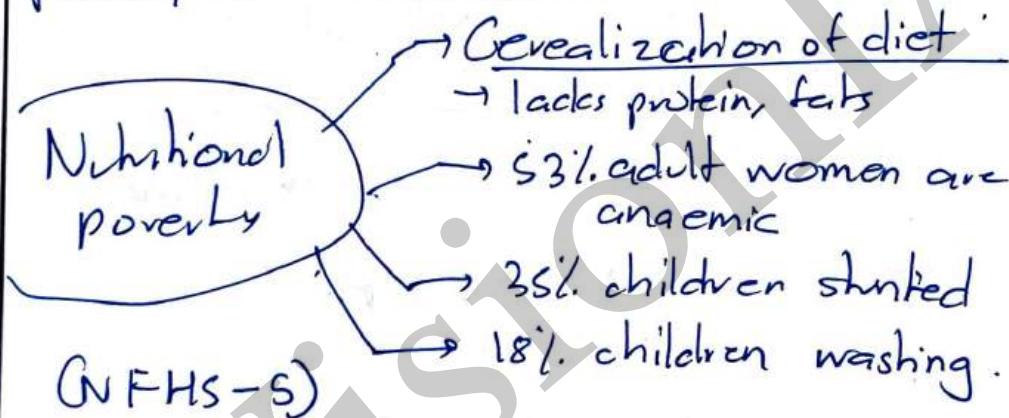 → Cerealization of diet
→ lacks protein, fats
Nutritional
poverty
→ 53% adult women are
anaemic
→ 35% children stunted
→ 18% children washing.
(NFHS-5)